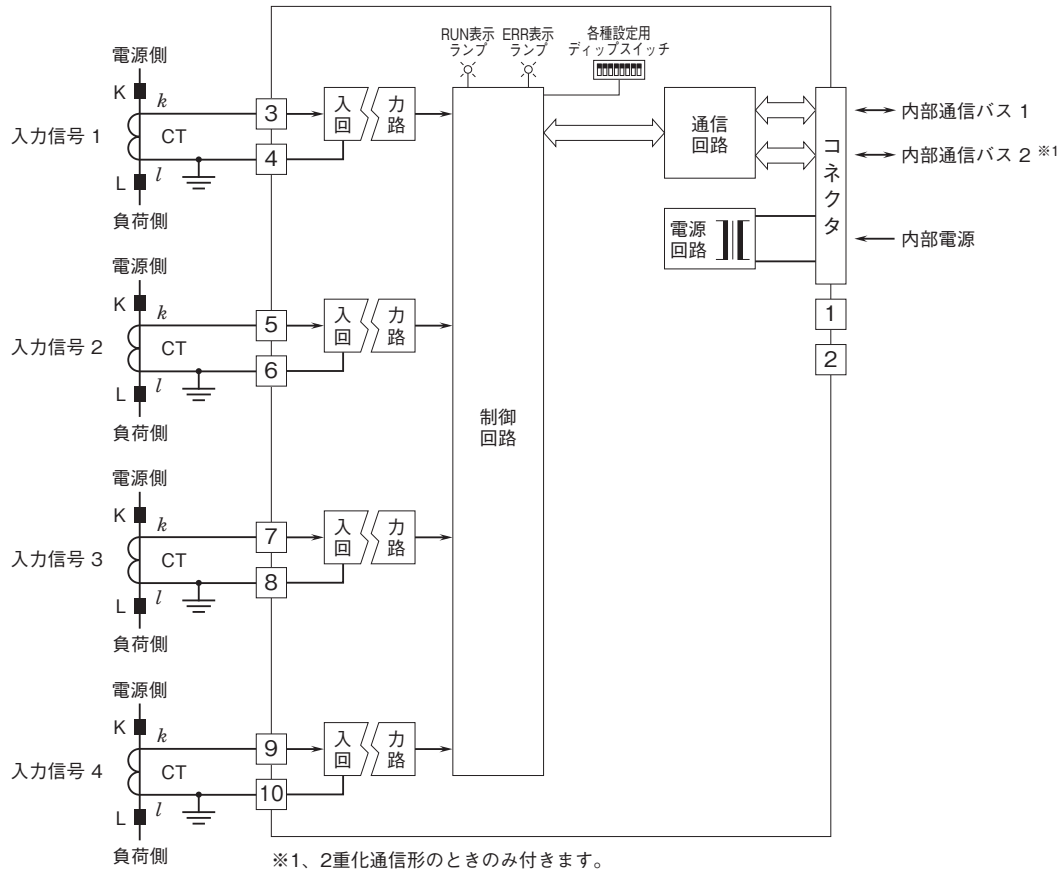 RUN表示
ランプ
ERR表示
ランプ
各種設定用
ディップスイッチ
電源側
K
k
入力信号 1
CT
L
l
負荷側
3
4
入 力
回 路
電源側
K
k
入力信号 2
CT
L
l
負荷側
5
6
入 力
回 路
電源側
K
k
入力信号 3
CT
L
l
負荷側
7
8
入 力
回 路
電源側
K
k
入力信号 4
CT
L
l
負荷側
9
10
入 力
回 路
制御
回路
通信
回路
電源
回路
コネクタ
内部通信バス 1
内部通信バス 2 ※1
内部電源
1
2
※1、2重化通信形のときのみ付きます。